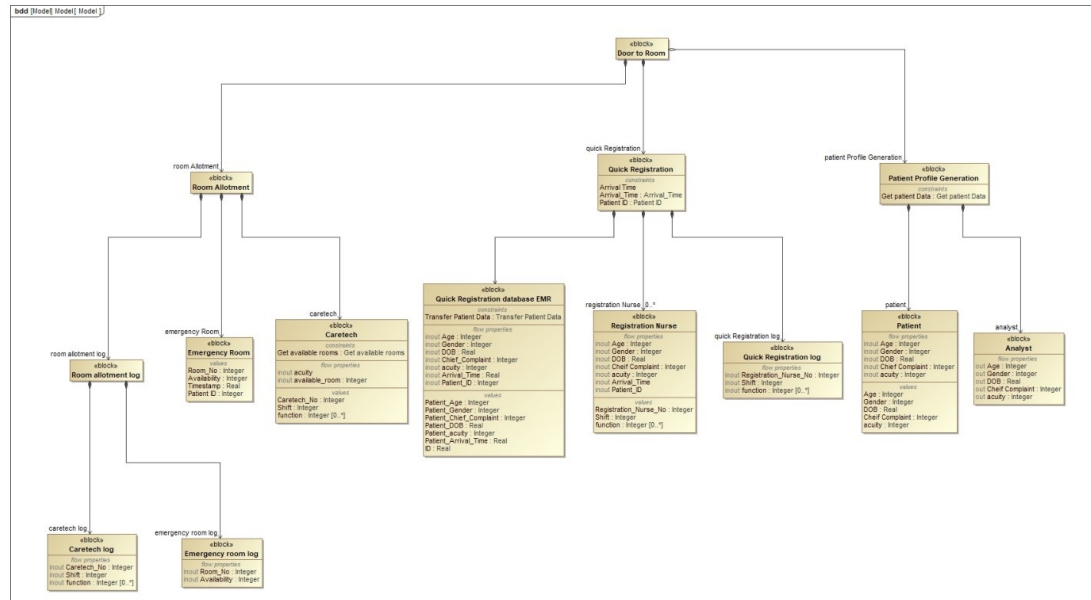 bdd [Model] Model[ Model ]
«block»
Door to Room
room Allotment
«block»
Room Allotment
quick Registration
«block»
Quick Registration
constraints
Arrival Time
Arrival_Time : Arrival_Time
Patient ID : Patient ID
patient Profile Generation
«block»
Patient Profile Generation
constraints
Get patient Data : Get patient Data
room allotment log
«block»
Room allotment log
emergency Room
«block»
Emergency Room
values
Room_No : Integer
Availability : Integer
Timestamp : Real
Patient ID : Integer
caretech
«block»
Caretech
constraints
Get available rooms : Get available rooms
flow properties
inout acuity
inout available_room : Integer
values
Caretech_No : Integer
Shift : Integer
function : Integer [0..*]
«block»
Quick Registration database EMR
constraints
Transfer Patient Data : Transfer Patient Data
flow properties
inout Age : Integer
inout Gender : Integer
inout DOB : Real
inout Chief_Complaint : Integer
inout acuity : Integer
inout Arrival_Time : Real
inout Patient_ID : Integer
values
Patient_Age : Integer
Patient_Gender : Integer
Patient_Chief_Complaint : Integer
Patient_DOB : Real
Patient_acuity : Integer
Patient_Arrival_Time : Real
ID : Real
registration Nurse 0..*
«block»
Registration Nurse
flow properties
inout Age : Integer
inout Gender : Integer
inout DOB : Real
inout Cheif Complaint : Integer
inout acuity : Integer
inout Arrival_Time
inout Patient_ID
values
Registration_Nurse_No : Integer
Shift : Integer
function : Integer [0..*]
quick Registration log
«block»
Quick Registration log
flow properties
inout Registration_Nurse_No : Integer
inout Shift : Integer
inout function : Integer [0..*]
patient
«block»
Patient
flow properties
inout Age : Integer
inout Gender : Integer
inout DOB : Real
inout Chief Complaint : Integer
inout acuity : Integer
values
Age : Integer
Gender : Integer
DOB : Real
Cheif Complaint : Integer
acuity : Integer
analyst
«block»
Analyst
flow properties
out Age : Integer
out Gender : Integer
out DOB : Real
out Cheif Complaint : Integer
out acuity : Integer
caretech log
«block»
Caretech log
flow properties
inout Caretech_No : Integer
inout Shift : Integer
inout function : Integer [0..*]
emergency room log
«block»
Emergency room log
flow properties
inout Room_No : Integer
inout Availability : Integer